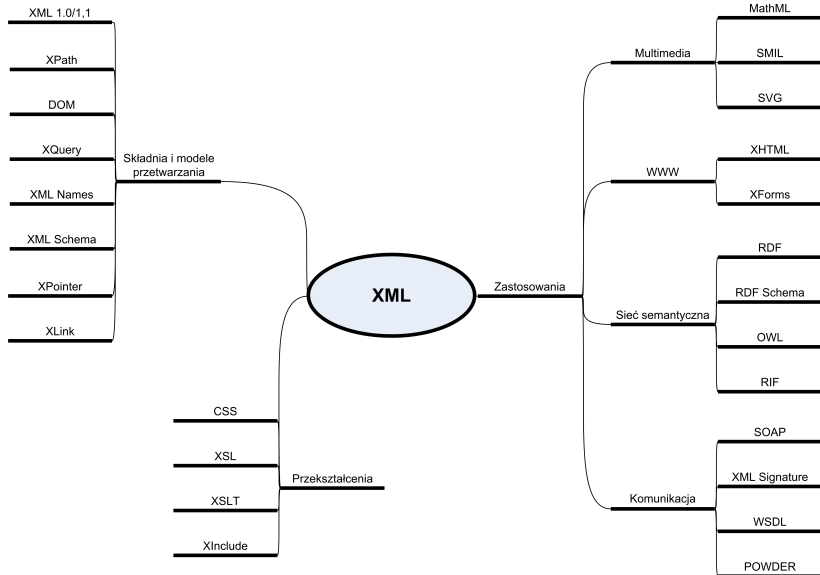 XML 1.0/1,1
XPath
DOM
XQuery
XML Names
XML Schema
XPointer
XLink
Składnia i modele
przetwarzania
CSS
XSL
XSLT
XInclude
Przekształcenia
XML
Zastosowania
Multimedia
MathML
SMIL
SVG
WWW
XHTML
XForms
Sieć semantyczna
RDF
RDF Schema
OWL
RIF
Komunikacja
SOAP
XML Signature
WSDL
POWDER